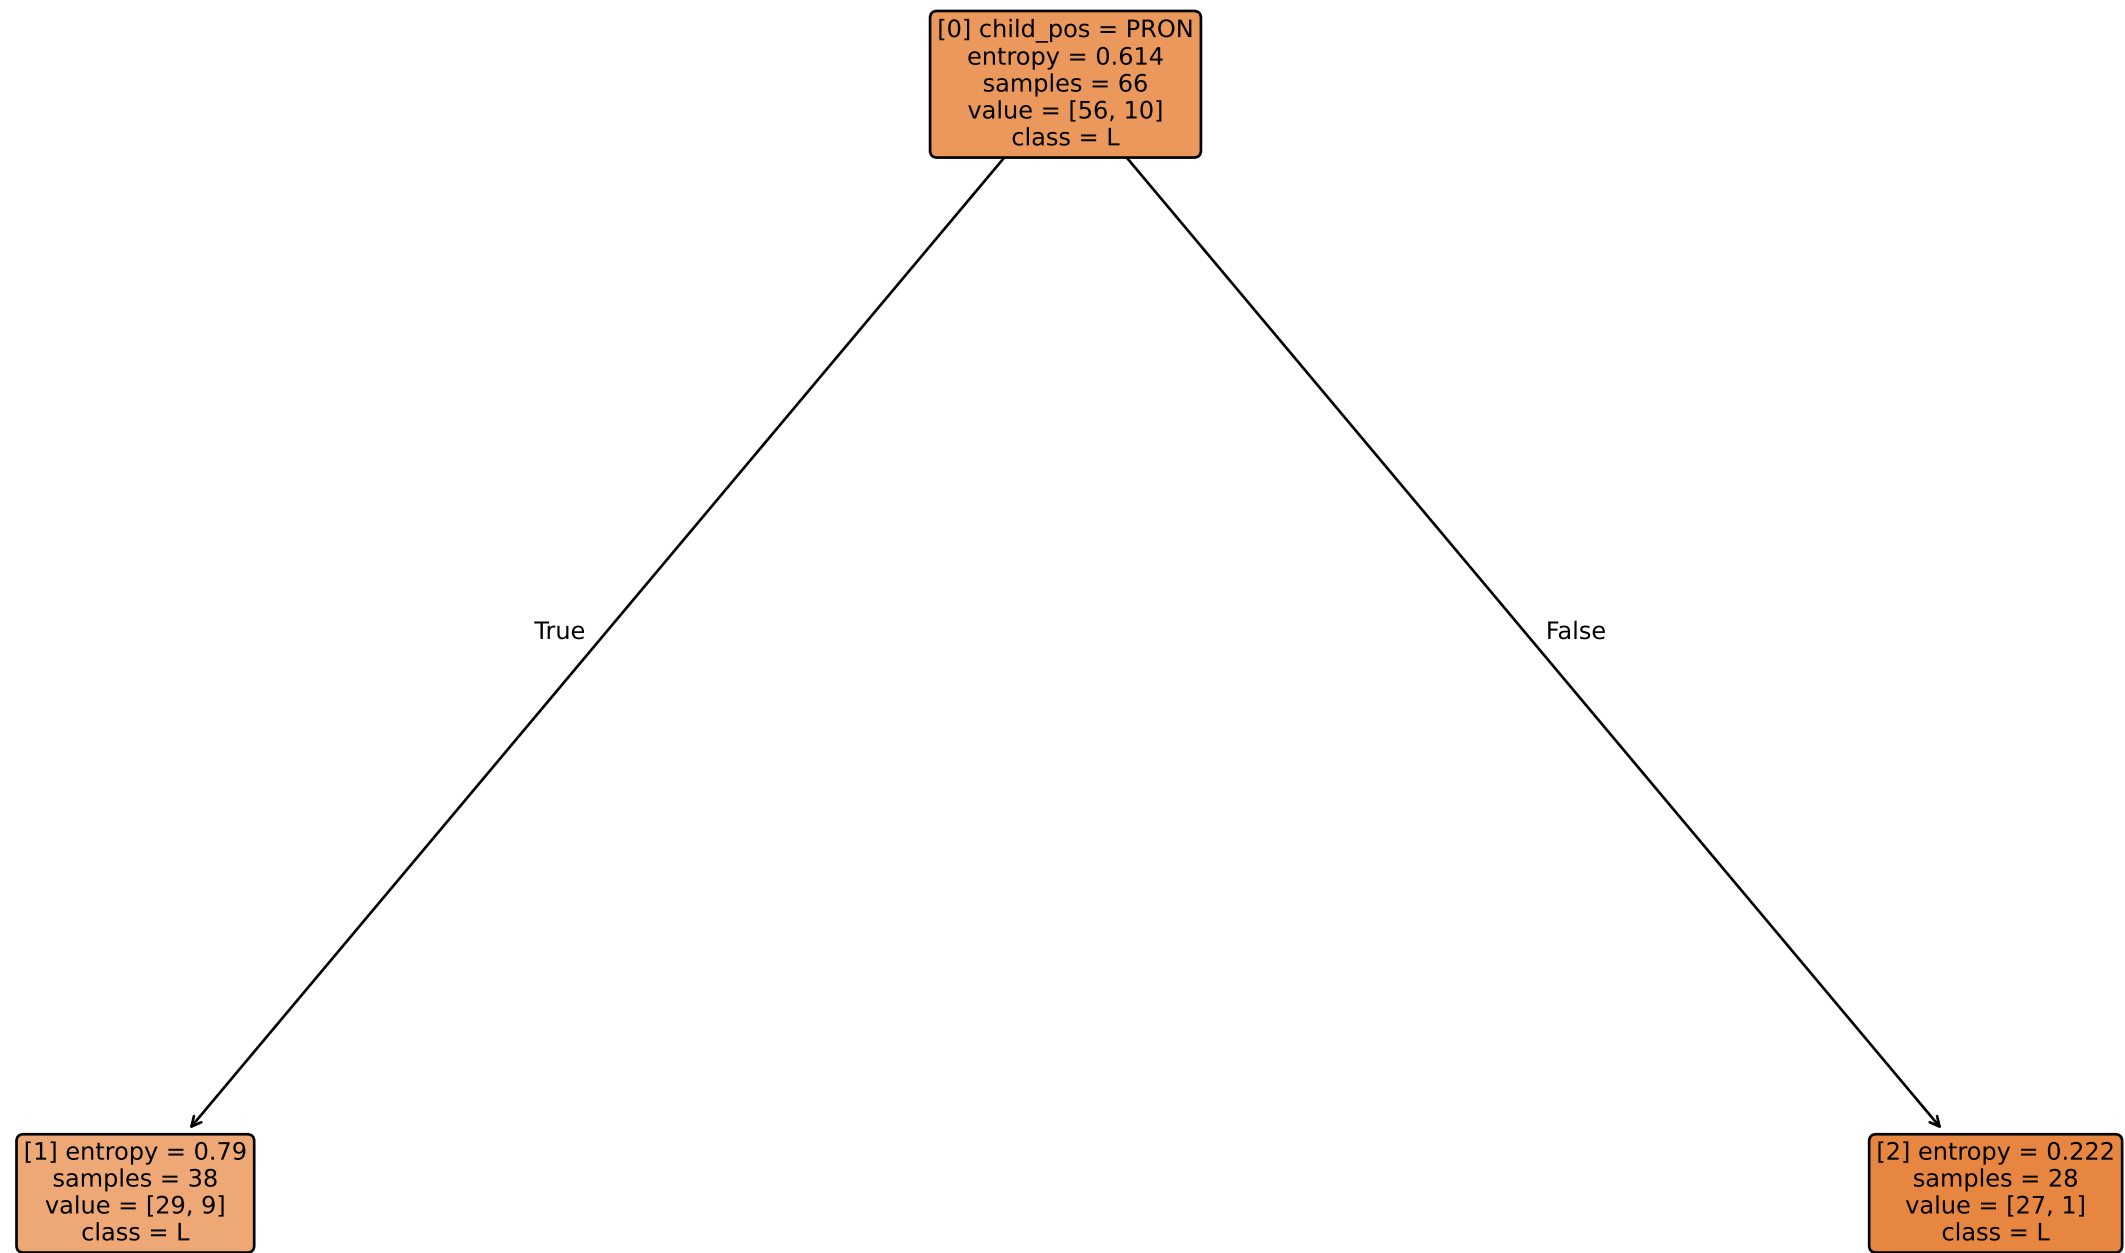 [0] child_pos = PRON
entropy = 0.614
samples = 66
value = [56, 10]
class = L
True
False
[1] entropy = 0.79
samples = 38
value = [29, 9]
class = L
[2] entropy = 0.222
samples = 28
value = [27, 1]
class = L